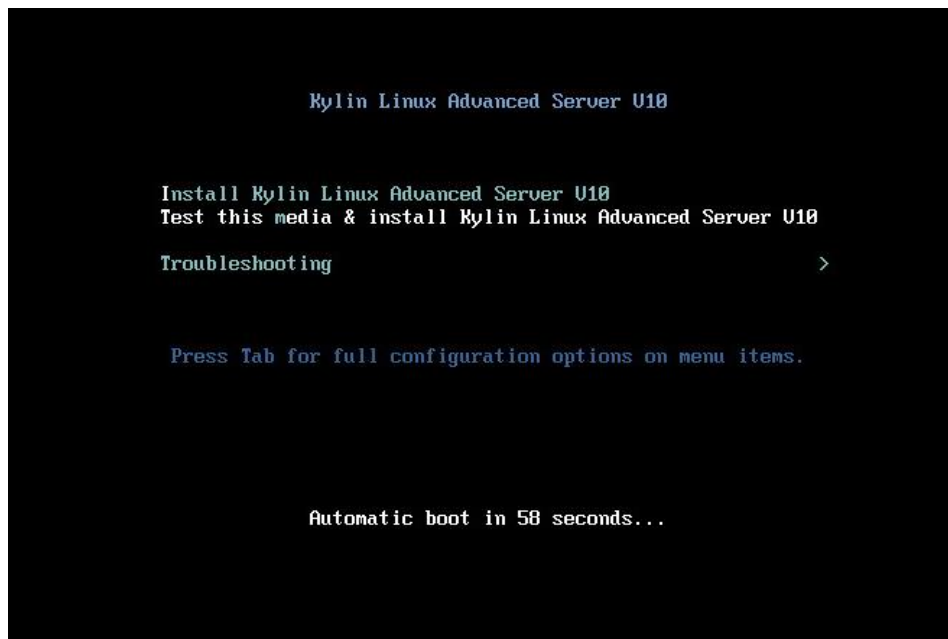 Kylin Linux Advanced Server V10
Install Kylin Linux Advanced Server V10
Test this media & install Kylin Linux Advanced Server V10
Troubleshooting >
Press Tab for full configuration options on menu items.
Automatic boot in 58 seconds...